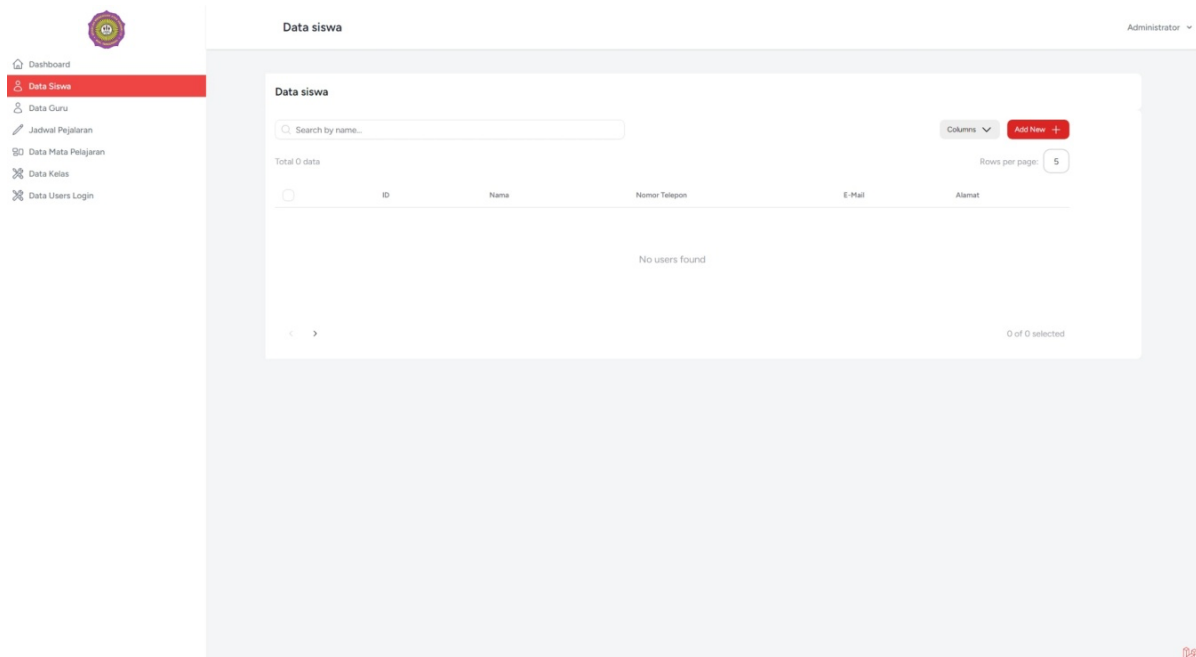 Data siswa
Administrator
Dashboard
Data Siswa
Data Guru
Jadwal Pejalaran
Data Mata Pelajaran
Data Kelas
Data Users Login
Data siswa
Search by name...
Columns
Add New +
Total 0 data
Rows per page: 5
ID Nama Nomor Telepon E-Mail Alamat
No users found
< >
0 of 0 selected